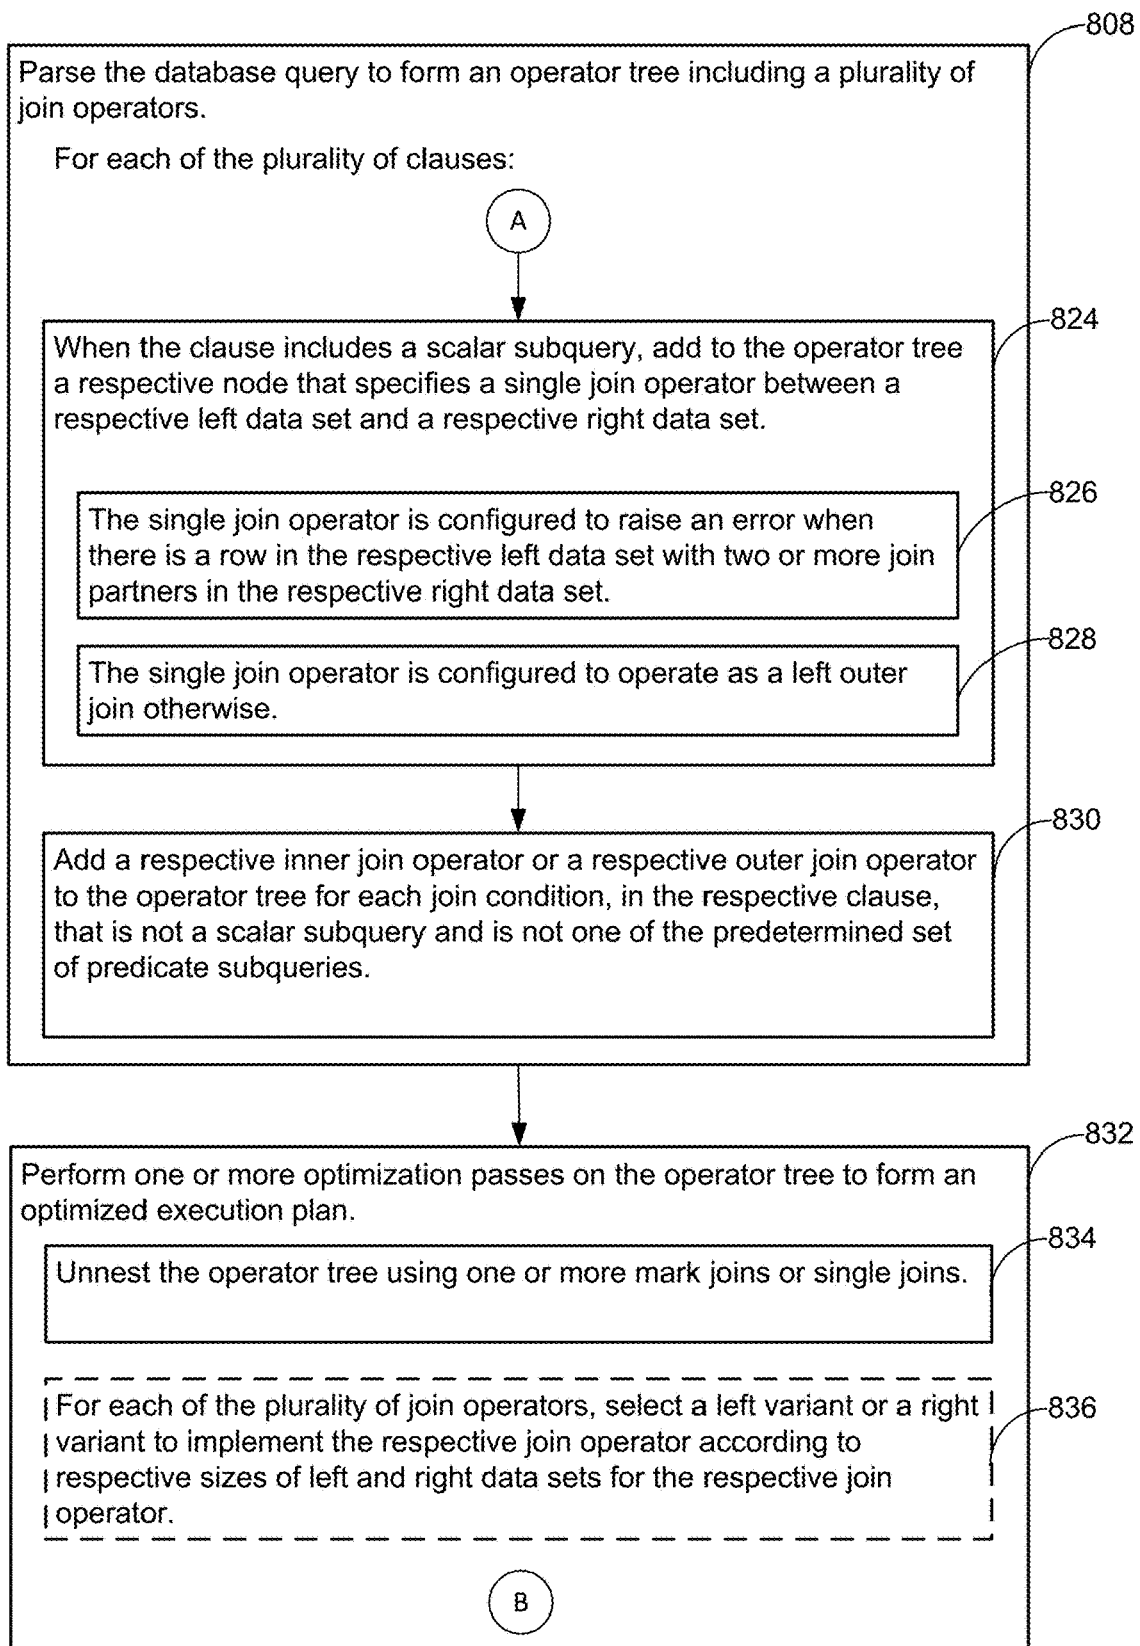 808
Parse the database query to form an operator tree including a plurality of
join operators.
For each of the plurality of clauses:
A
824
When the clause includes a scalar subquery, add to the operator tree
a respective node that specifies a single join operator between a
respective left data set and a respective right data set.
826
The single join operator is configured to raise an error when
there is a row in the respective left data set with two or more join
partners in the respective right data set.
828
The single join operator is configured to operate as a left outer
join otherwise.
830
Add a respective inner join operator or a respective outer join operator
to the operator tree for each join condition, in the respective clause,
that is not a scalar subquery and is not one of the predetermined set
of predicate subqueries.
832
Perform one or more optimization passes on the operator tree to form an
optimized execution plan.
834
Unnest the operator tree using one or more mark joins or single joins.
836
For each of the plurality of join operators, select a left variant or a right
variant to implement the respective join operator according to
respective sizes of left and right data sets for the respective join
operator.
B